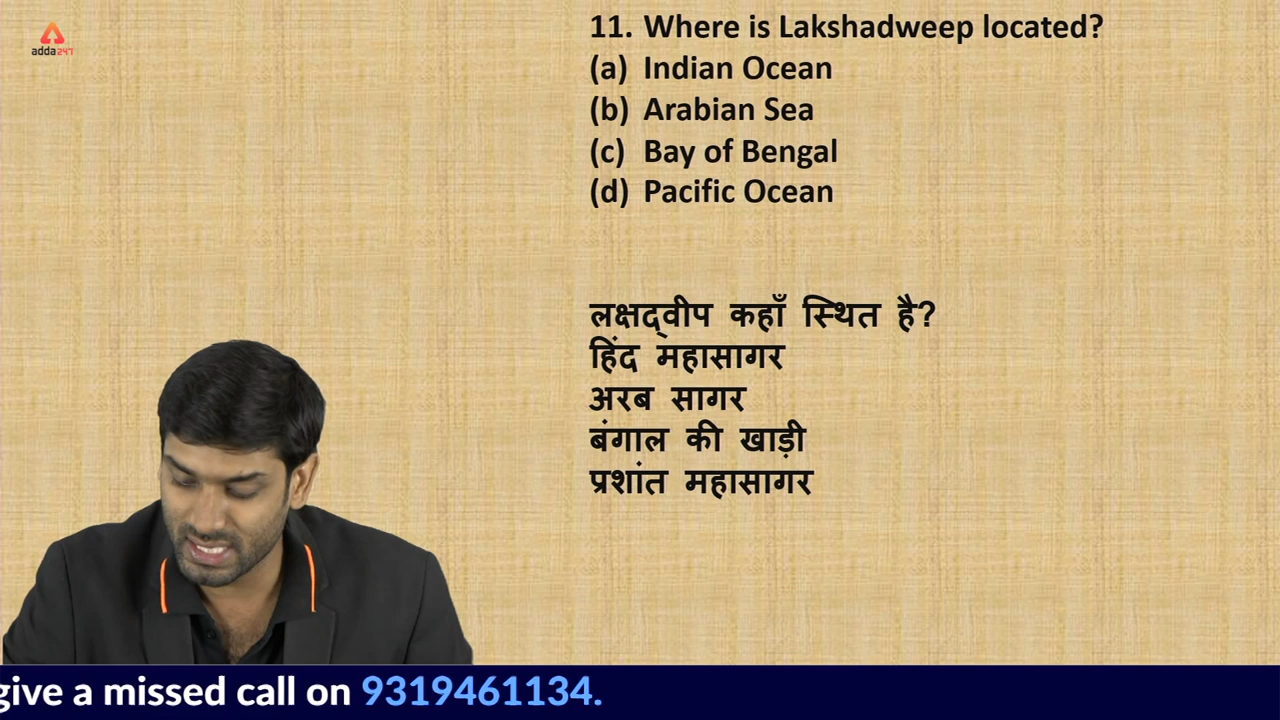 adda247
11. Where is Lakshadweep located?
(a) Indian Ocean
(b) Arabian Sea
(c) Bay of Bengal
(d) Pacific Ocean
लक्षद्वीप कहाँ स्थित है?
हिंद महासागर
अरब सागर
बंगाल की खाड़ी
प्रशांत महासागर
give a missed call on 9319461134.